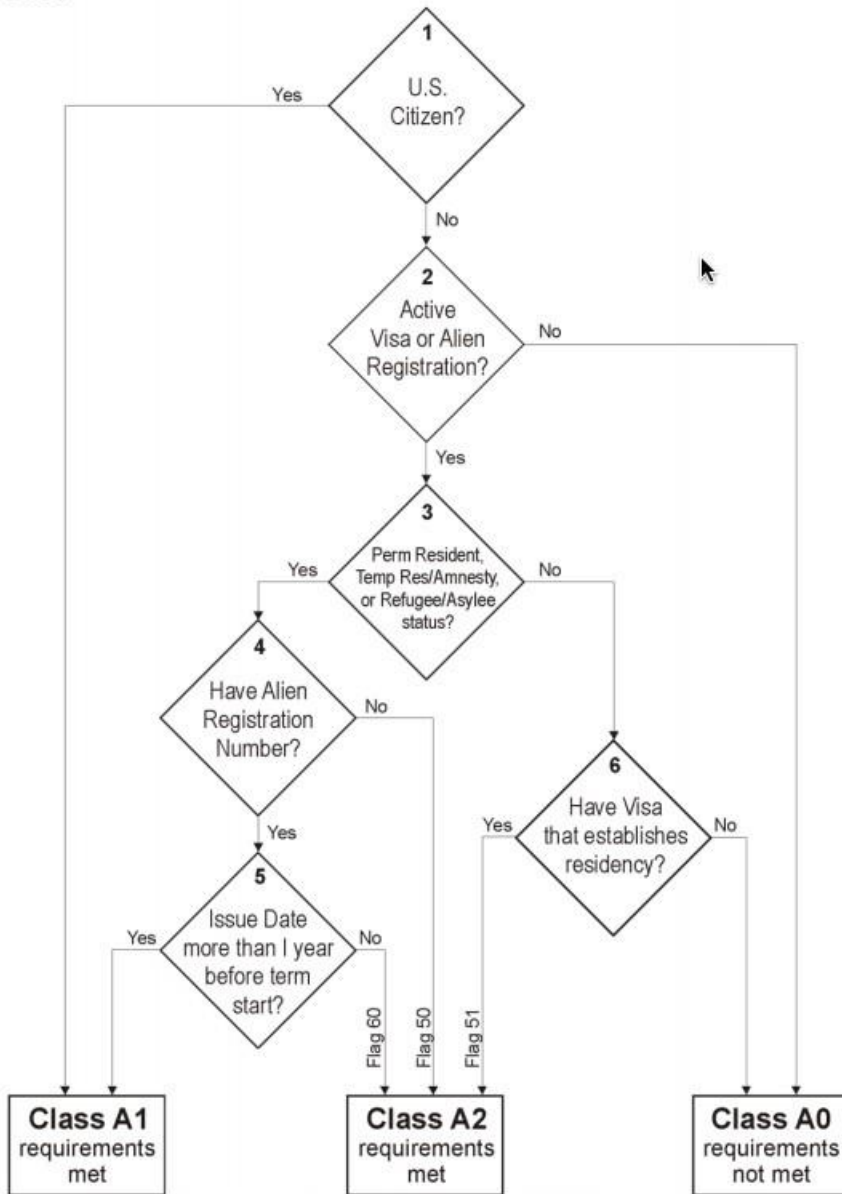 1
U.S.
Citizen?
Yes
No
2
Active
Visa or Alien
Registration?
No
Yes
3
Perm Resident,
Temp Res/Amnesty,
or Refugee/Asylee
status?
Yes
No
4
Have Alien
Registration
Number?
No
Yes
6
Have Visa
that establishes
residency?
Yes
No
5
Issue Date
more than I year
before term
start?
Yes
No
Flag 60
Flag 50
Flag 51
Class A1
requirements
met
Class A2
requirements
met
Class A0
requirements
not met